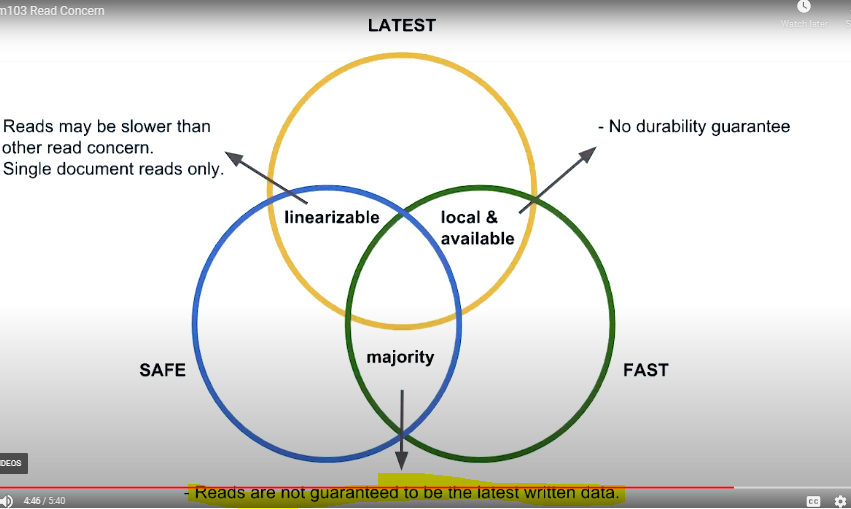 m103 Read Concern
Watch later
LATEST
Reads may be slower than
other read concern.
Single document reads only.
- No durability guarantee
linearizable
local &
available
majority
SAFE
FAST
- Reads are not guaranteed to be the latest written data.
IDEOS
4:46 / 5:40
CC